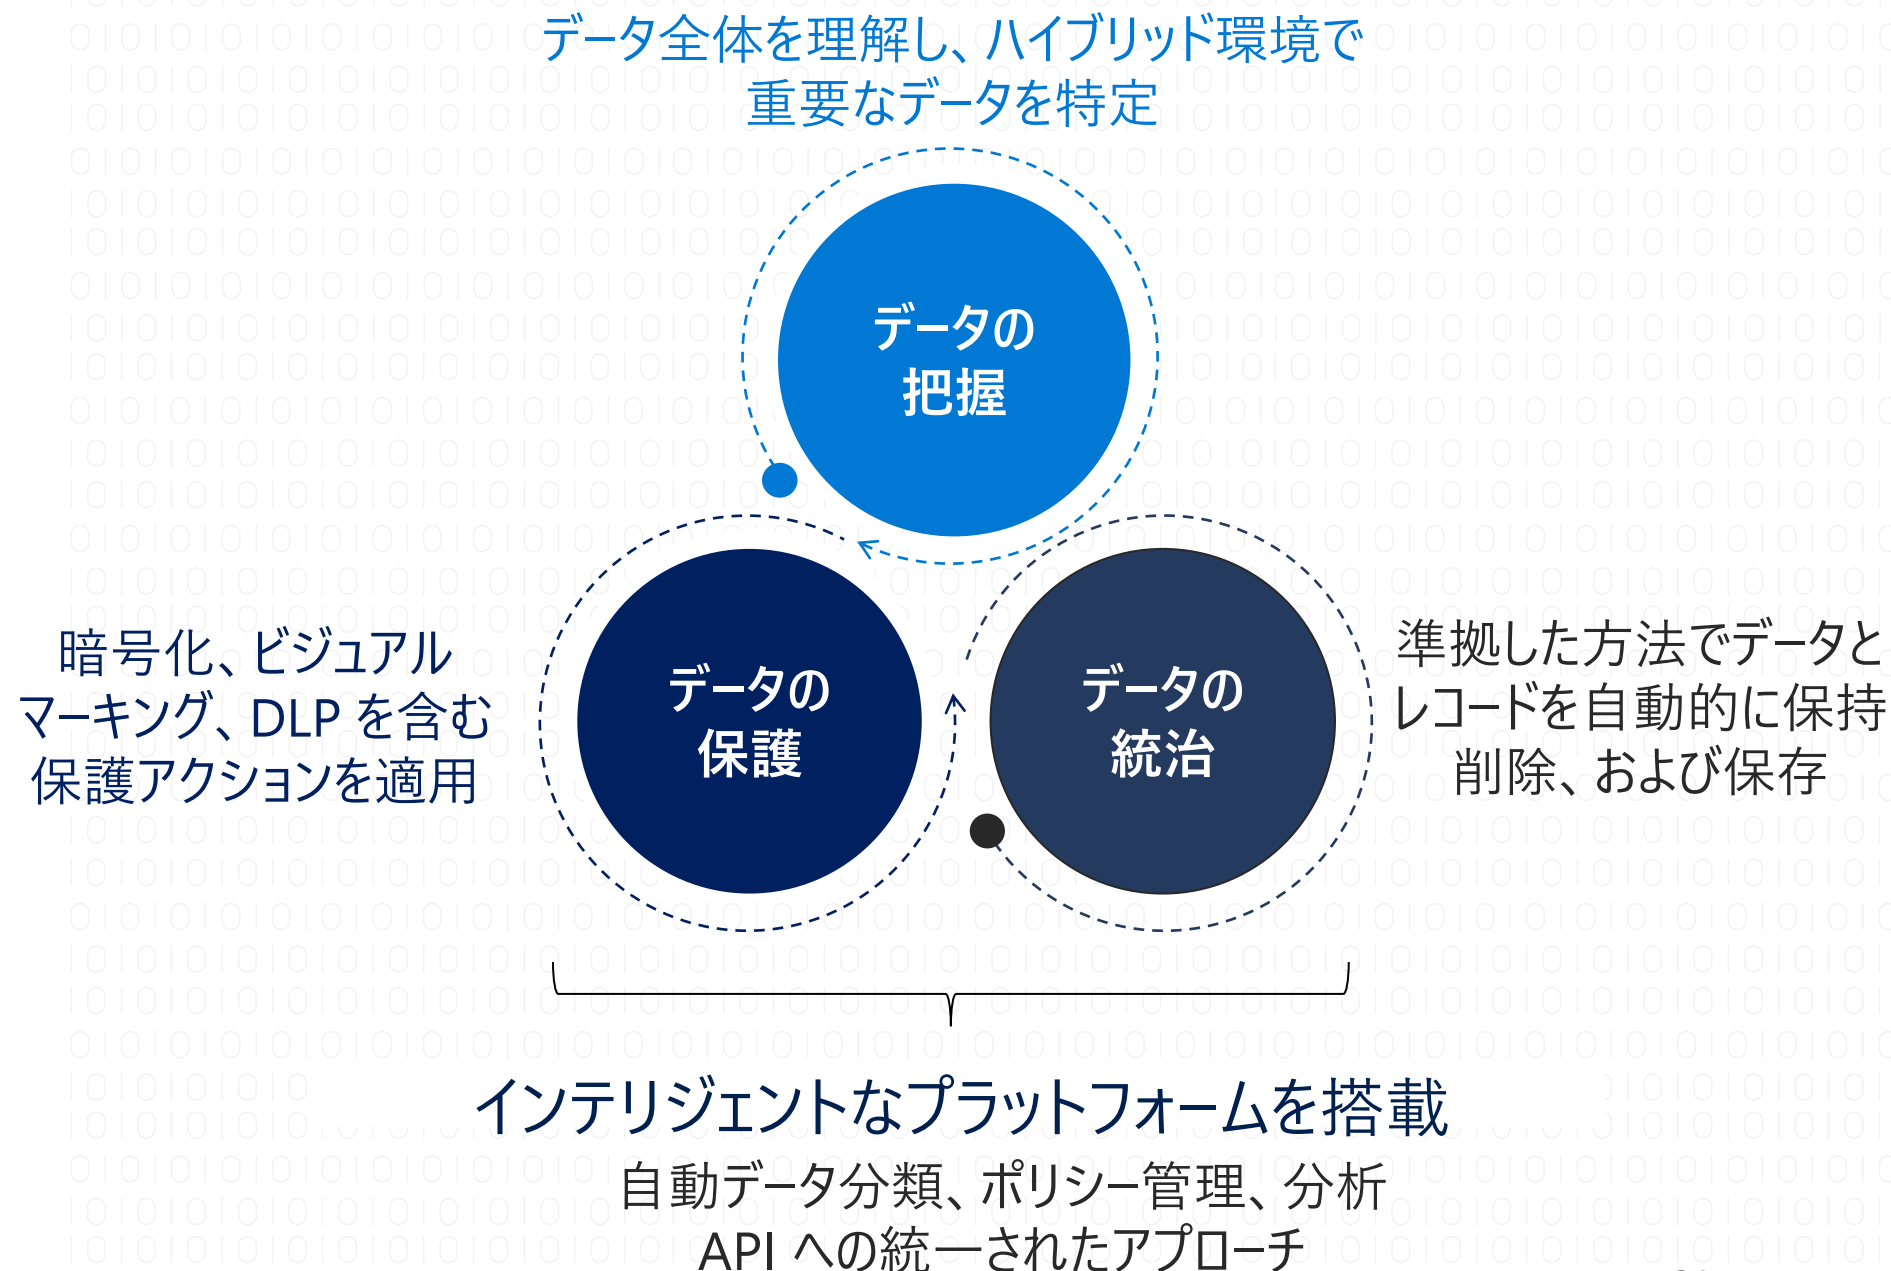 データ全体を理解し、ハイブリッド環境で
重要なデータを特定
データの
把握
暗号化、ビジュアル
マーキング、DLP を含む
保護アクションを適用
データの
保護
データの
統治
準拠した方法でデータと
レコードを自動的に保持
削除、および保存
インテリジェントなプラットフォームを搭載
自動データ分類、ポリシー管理、分析
API への統一されたアプローチ